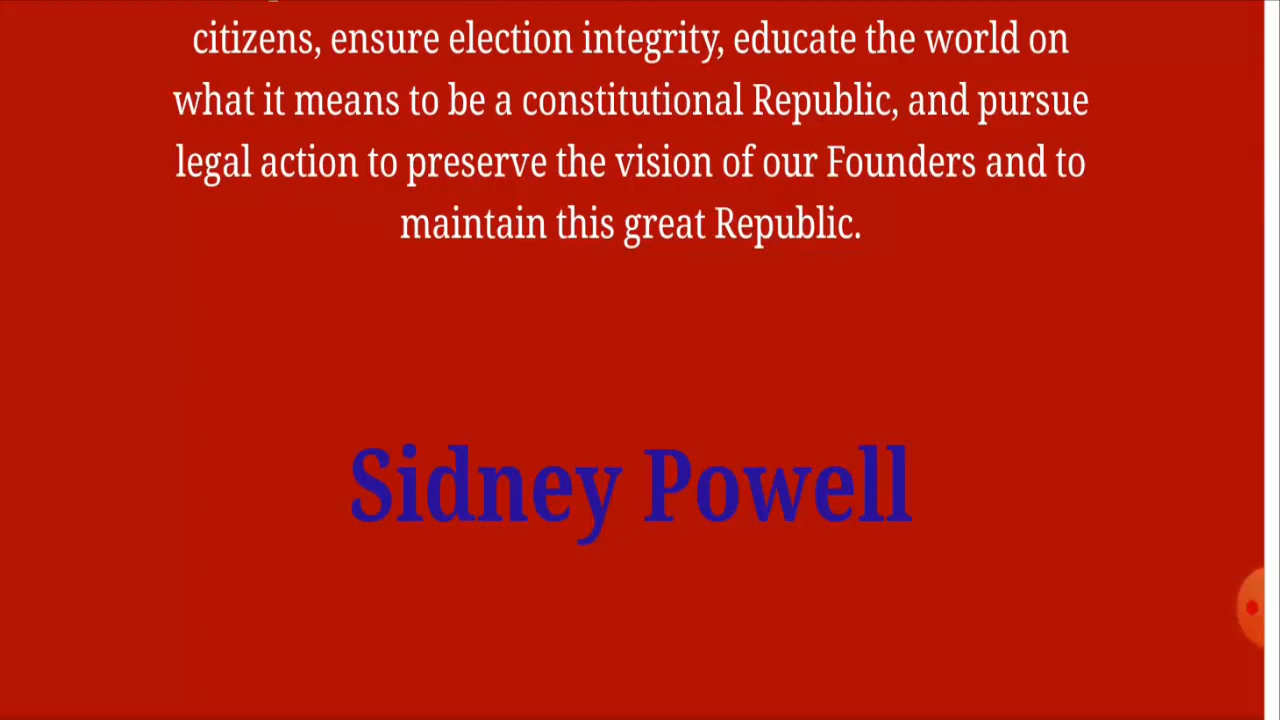 citizens, ensure election integrity, educate the world on
what it means to be a constitutional Republic, and pursue
legal action to preserve the vision of our Founders and to
maintain this great Republic.
Sidney Powell